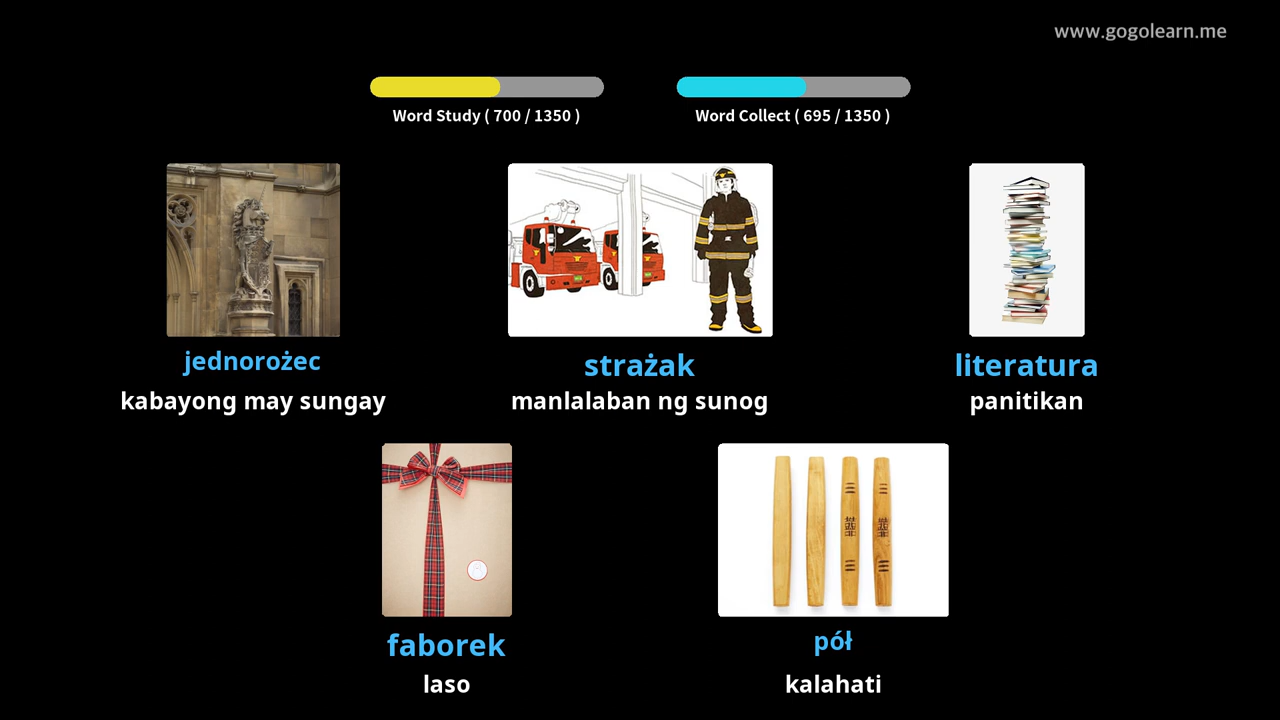 www.gogolearn.me
Word Study ( 700 / 1350 )
Word Collect ( 695 / 1350 )
jednorożec
kabayong may sungay
strażak
manlalaban ng sunog
literatura
panitikan
faborek
laso
pół
kalahati